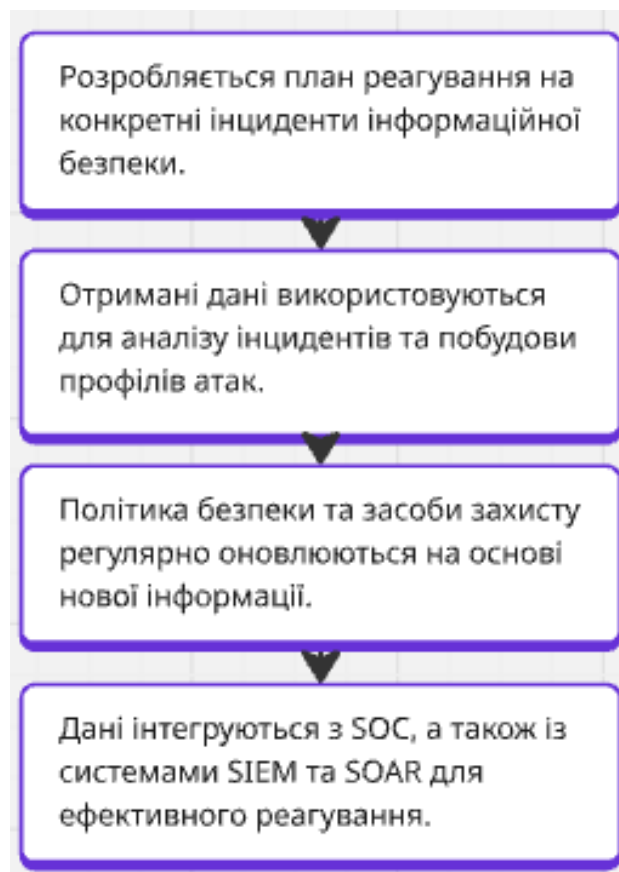 Розробляється план реагування на
конкретні інциденти інформаційної
безпеки.
Отримані дані використовуються
для аналізу інцидентів та побудови
профілів атак.
Політика безпеки та засоби захисту
регулярно оновлюються на основі
нової інформації.
Дані інтегруються з SOC, а також із
системами SIEM та SOAR для
ефективного реагування.